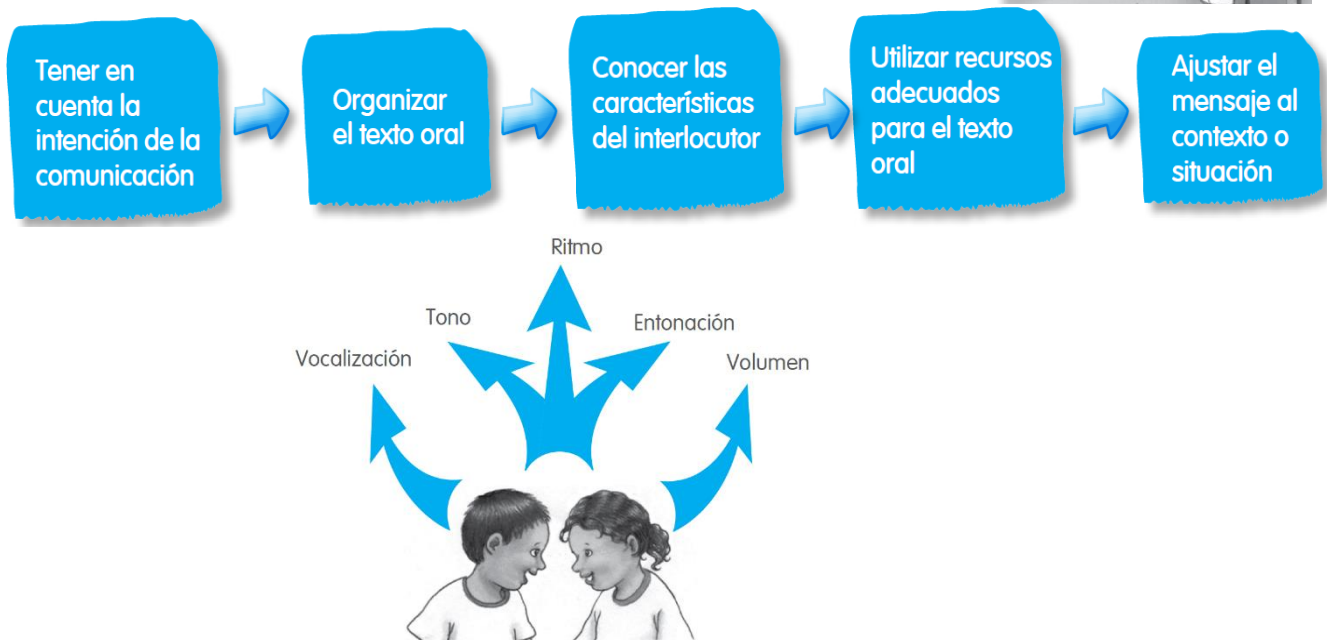 Tener en
cuenta la
intención de la
comunicación
Organizar
el texto oral
Conocer las
características
del interlocutor
Utilizar recursos
adecuados
para el texto
oral
Ajustar el
mensaje al
contexto o
situación
Ritmo
Tono
Entonación
Vocalización
Volumen